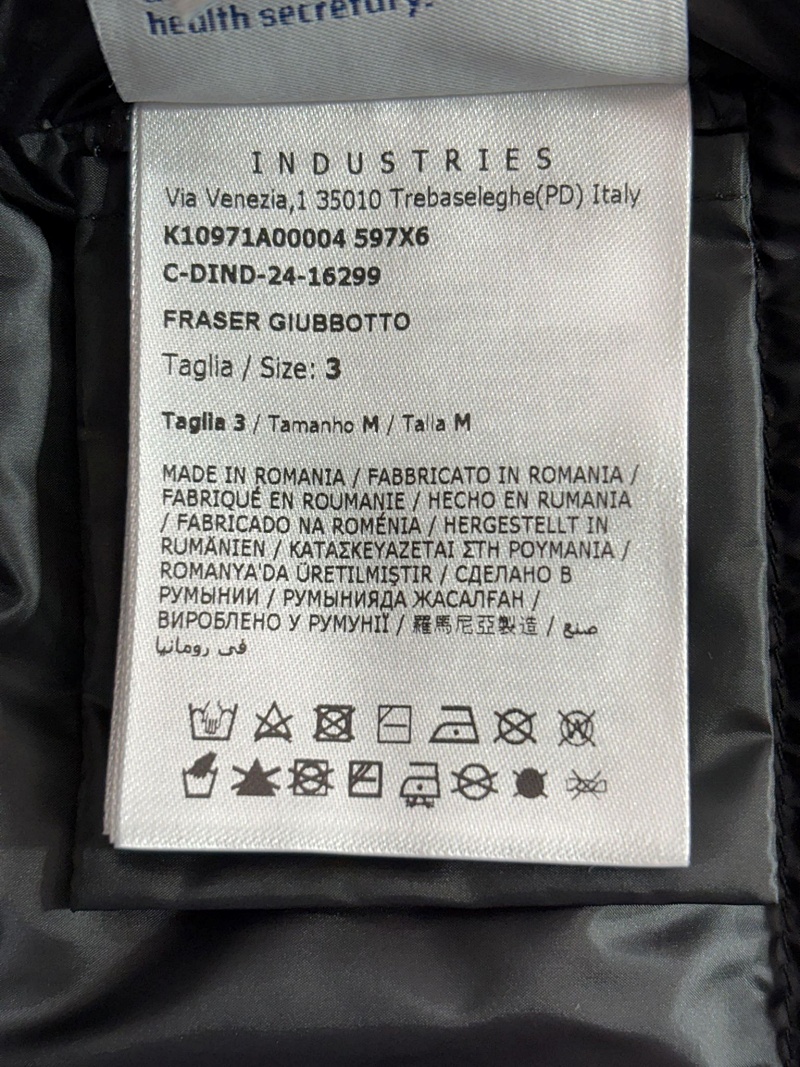 health secretary.
INDUSTRIES
Via Venezia,1 35010 Trebaseleghe(PD) Italy
K10971A00004 597X6
C-DIND-24-16299
FRASER GIUBBOTTO
Taglia / Size: 3
Taglia 3 / Tamanho M / Talla M
MADE IN ROMANIA / FABBRICATO IN ROMANIA /
FABRIQUÉ EN ROUMANIE / HECHO EN RUMANIA
/ FABRICADO NA ROMÉNIA / HERGESTELLT IN
RUMÄNIEN / ΚΑΤΑΣΚΕΥΑΖΕΤΑΙ ΣΤΗ ΡΟΥΜΑΝΙΑ /
ROMANYA'DA ÜRETILMIŞTIR / СДЕЛАНО В
РУМЫНИИ / РУМЫНИЯДА ЖАСАЛҒАН /
ВИРОБЛЕНО У РУМУНІЇ / 羅馬尼亞製造 / صنع
في رومانيا